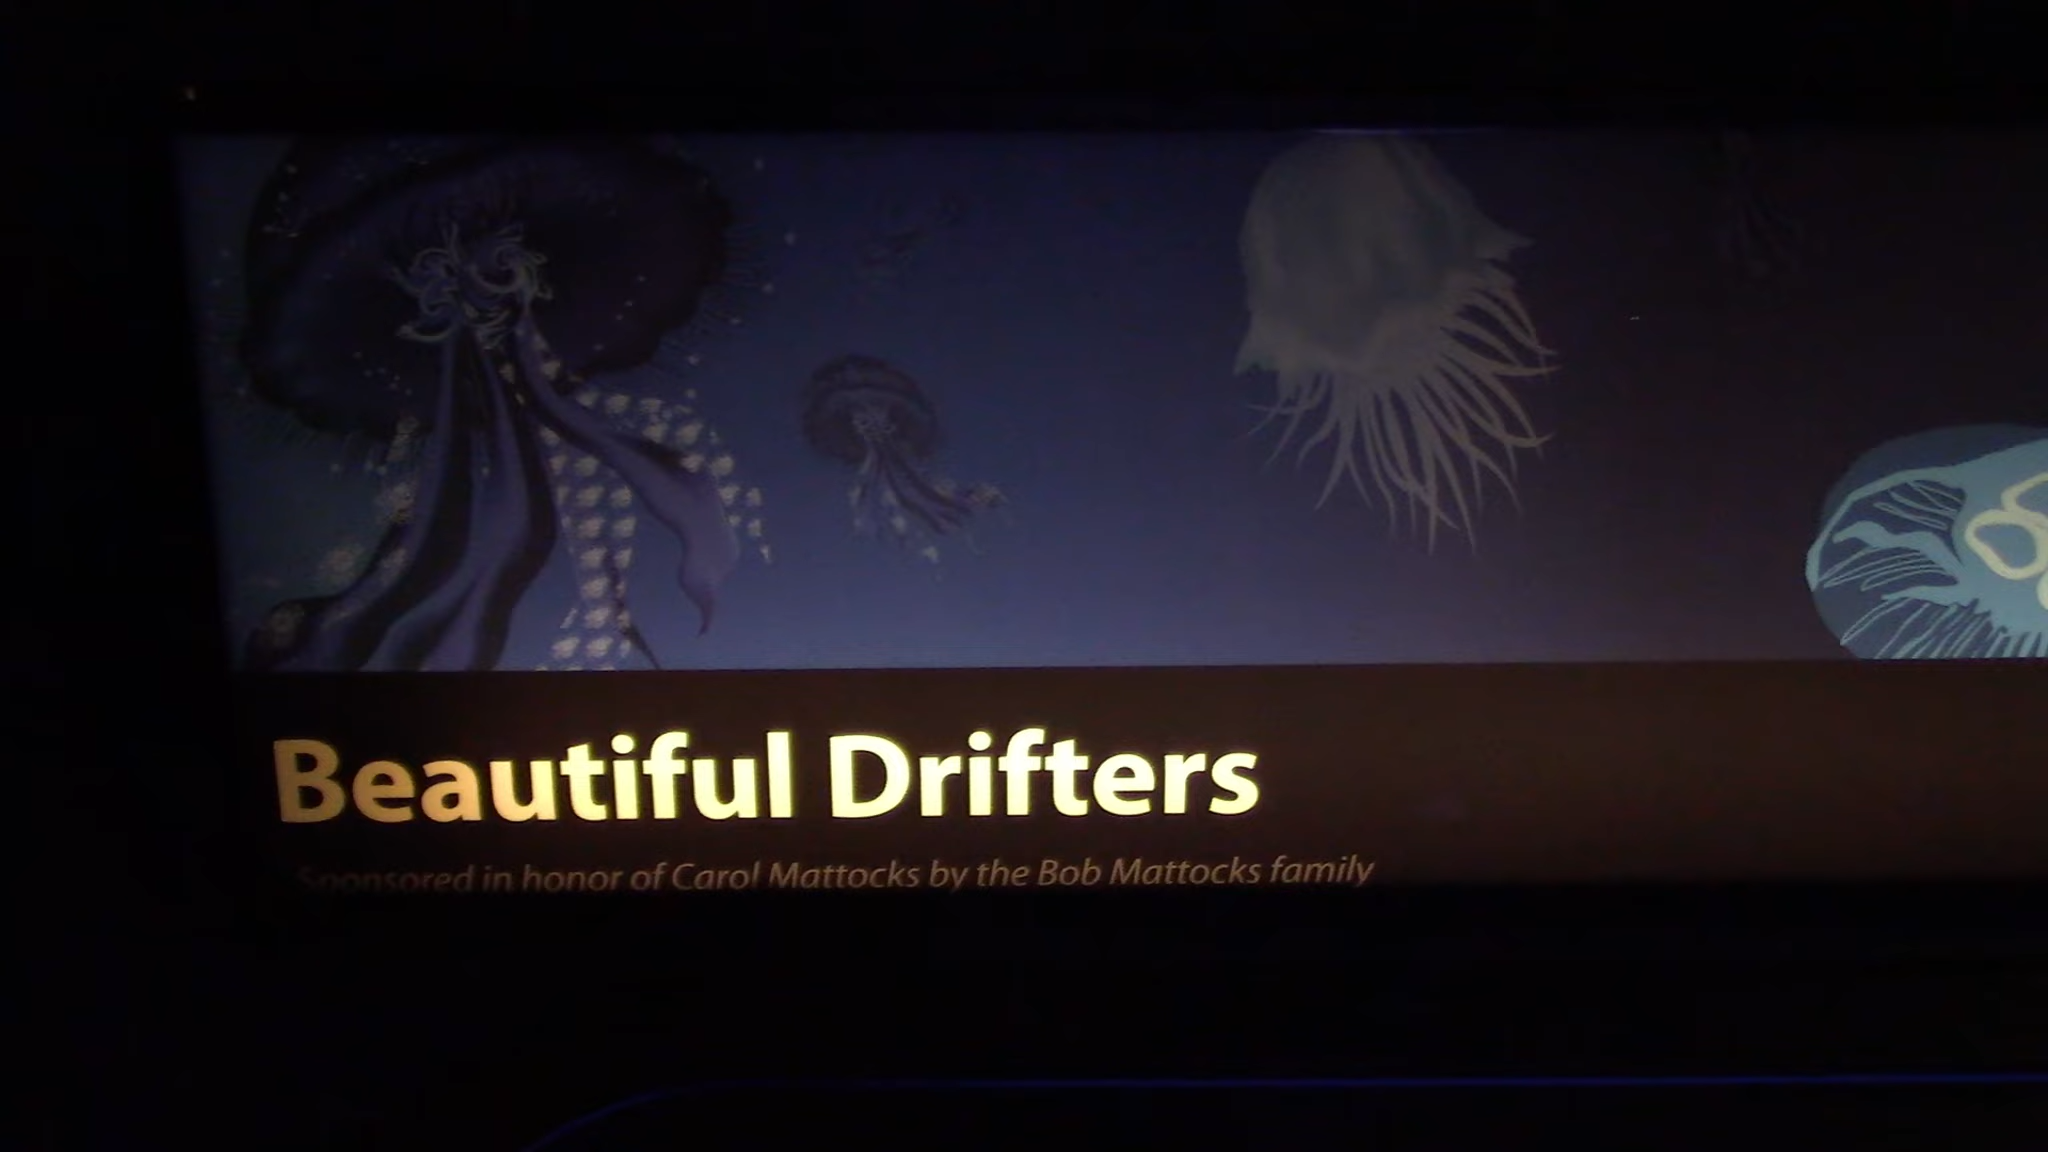 Beautiful Drifters
Sponsored in honor of Carol Mattocks by the Bob Mattocks family